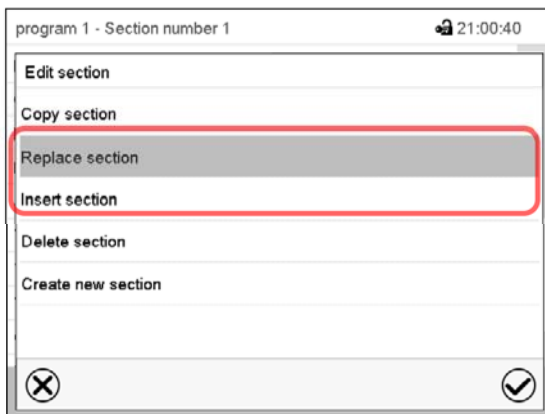 program 1 - Section number 1 21:00:40
Edit section
Copy section
Replace section
Insert section
Delete section
Create new section